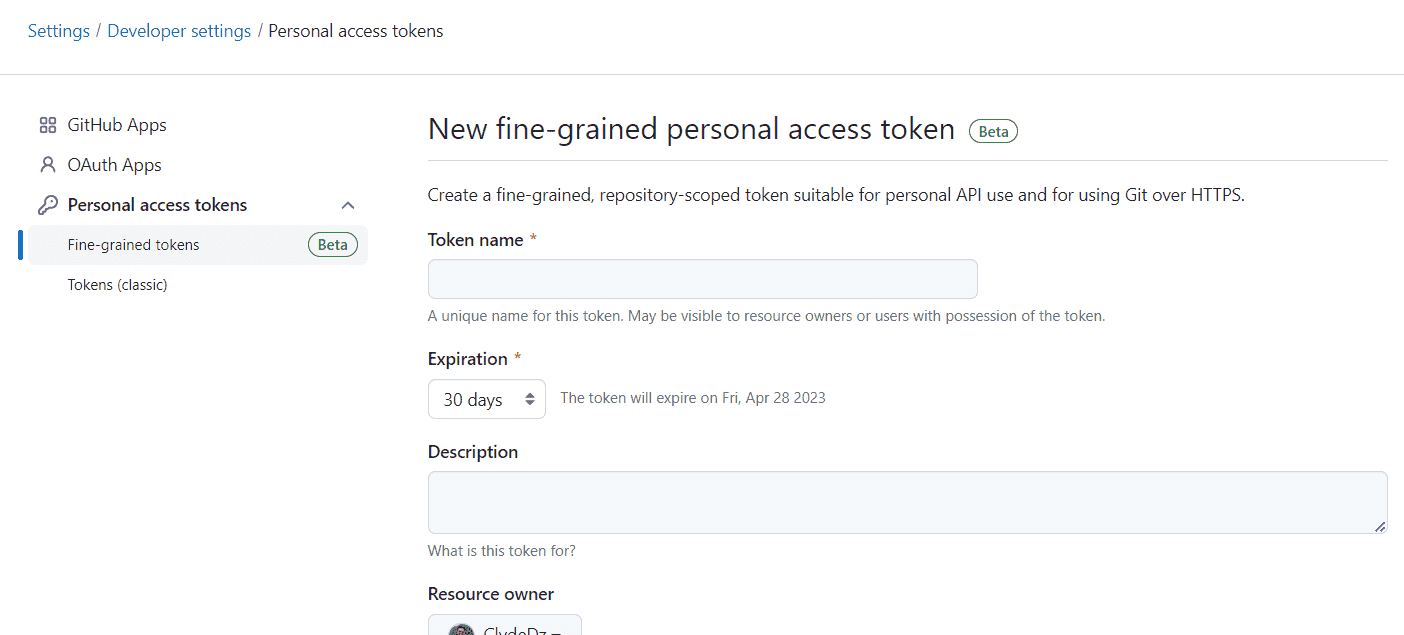 Settings / Developer settings / Personal access tokens
GitHub Apps
OAuth Apps
Personal access tokens
Fine-grained tokens Beta
Tokens (classic)
New fine-grained personal access token Beta
Create a fine-grained, repository-scoped token suitable for personal API use and for using Git over HTTPS.
Token name *
A unique name for this token. May be visible to resource owners or users with possession of the token.
Expiration *
30 days The token will expire on Fri, Apr 28 2023
Description
What is this token for?
Resource owner
ClydeDz